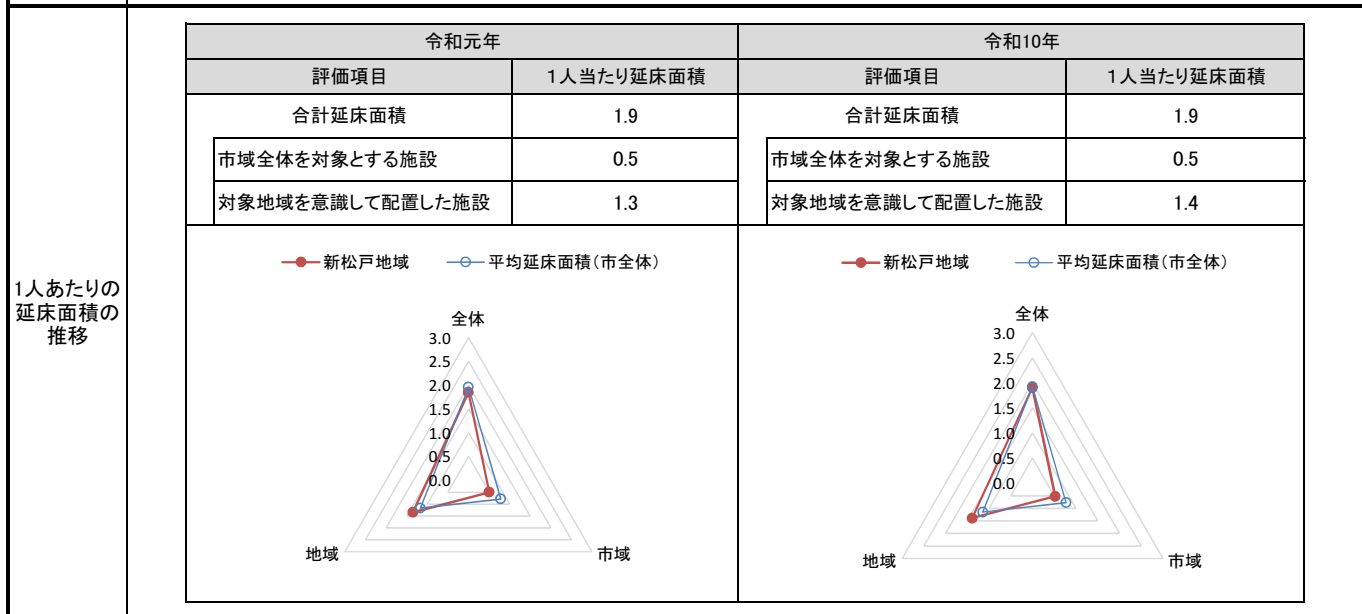 1人あたりの
延床面積の
推移
令和元年
令和10年
評価項目
1人当たり延床面積
評価項目
1人当たり延床面積
合計延床面積
1.9
合計延床面積
1.9
市域全体を対象とする施設
0.5
市域全体を対象とする施設
0.5
対象地域を意識して配置した施設
1.3
対象地域を意識して配置した施設
1.4
新松戸地域
平均延床面積(市全体)
全体
3.0
2.5
2.0
1.5
1.0
0.5
0.0
地域
市域
新松戸地域
平均延床面積(市全体)
全体
3.0
2.5
2.0
1.5
1.0
0.5
0.0
地域
市域